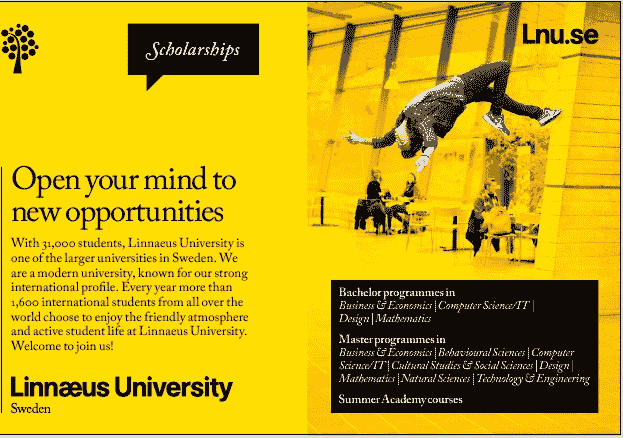 Scholarships
Open your mind to
new opportunities
With 31,000 students, Linnaeus University is
one of the larger universities in Sweden. We
are a modern university, known for our strong
international profile. Every year more than
1,600 international students from all over the
world choose to enjoy the friendly atmosphere
and active student life at Linnaeus University.
Welcome to join us!
Linnæus University
Sweden
Lnu.se
Bachelor programmes in
Business & Economics | Computer Science/IT |
Design | Mathematics
Master programmes in
Business & Economics | Behavioural Sciences | Computer
Science/IT | Cultural Studies & Social Sciences | Design |
Mathematics | Natural Sciences | Technology & Engineering
Summer Academy courses